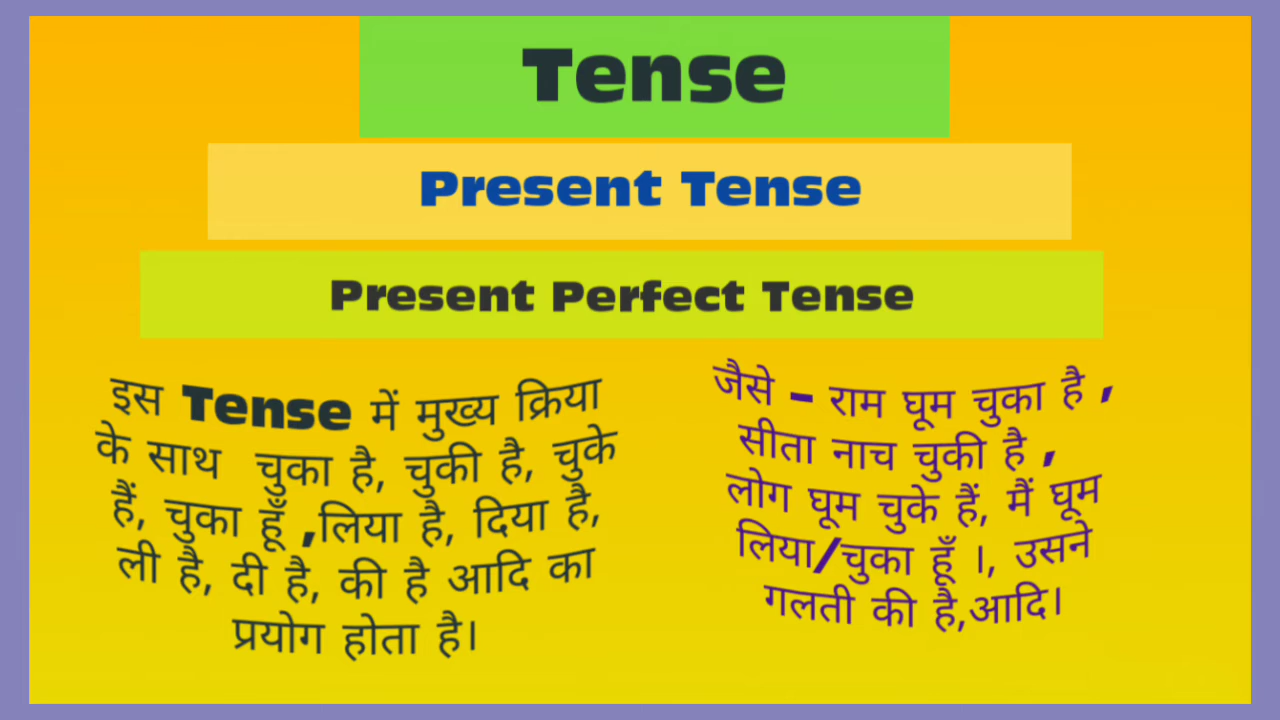 Tense
Present Tense
Present Perfect Tense
इस Tense में मुख्य क्रिया
के साथ चुका है, चुकी है, चुके
हैं, चुका हूँ ,लिया है, दिया है,
ली है, दी है, की है आदि का
प्रयोग होता है।
जैसे - राम घूम चुका है ,
सीता नाच चुकी है ,
लोग घूम चुके हैं, मैं घूम
लिया/चुका हूँ ।, उसने
गलती की है,आदि।